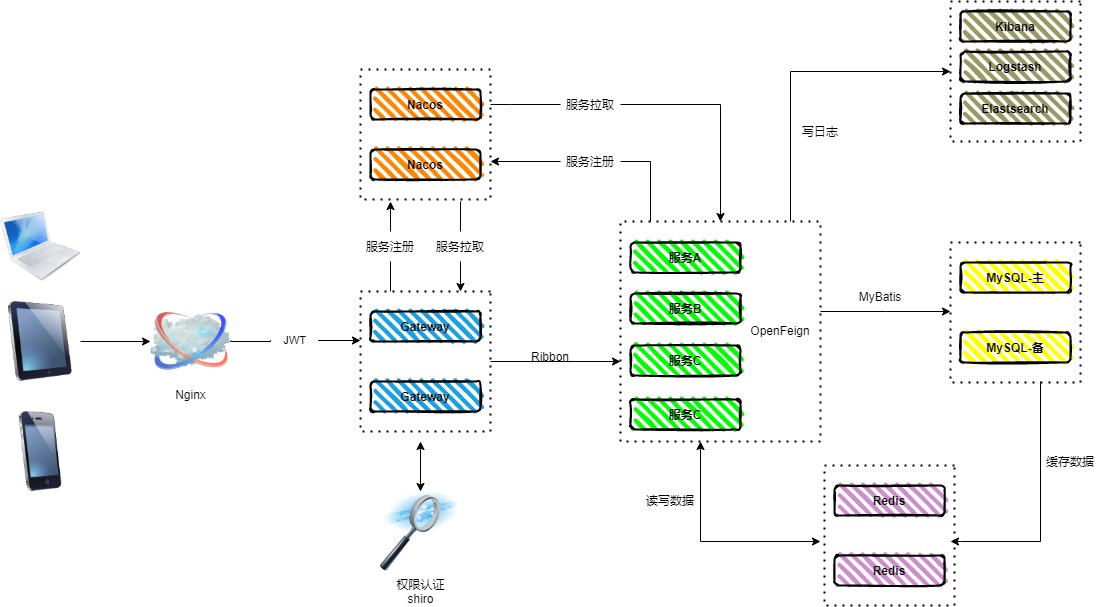 Kibana
Logstash
Elastsearch
Nacos
服务拉取
写日志
Nacos
服务注册
服务注册
服务拉取
服务A
MySQL-主
MyBatis
服务B
Gateway
OpenFeign
JWT
MySQL-备
Ribbon
服务C
Nginx
Gateway
服务C
缓存数据
读写数据
Redis
Redis
权限认证
shiro